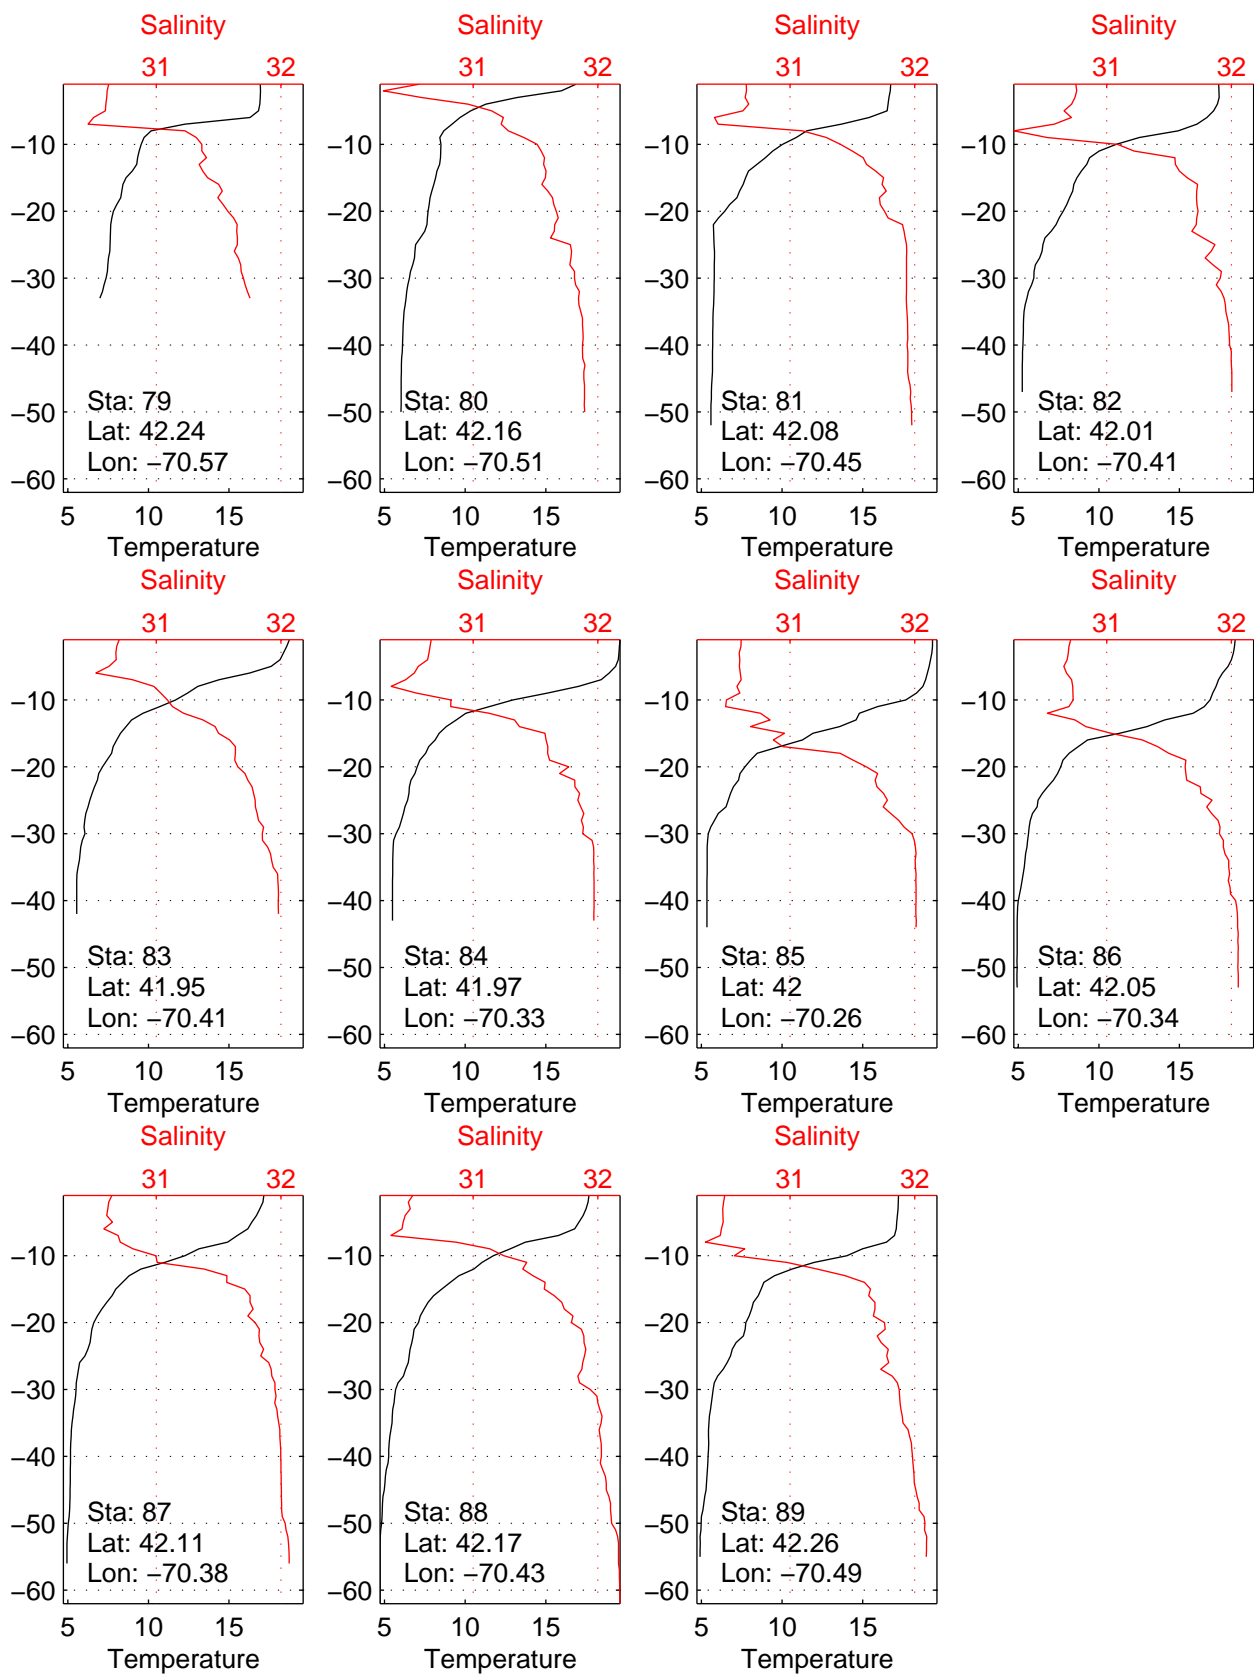 Salinity Salinity Salinity Salinity
31 32 31 32 31 32 31 32
−10 −10 −10 −10
−20 −20 −20 −20
−30 −30 −30 −30
−40 −40 −40 −40
Sta: 79 Sta: 80 Sta: 81 Sta: 82
−50 −50 −50 −50
Lat: 42.24 Lat: 42.16 Lat: 42.08 Lat: 42.01
Lon: −70.57 Lon: −70.51 Lon: −70.45 Lon: −70.41
−60 −60 −60 −60
5 10 15 5 10 15 5 10 15 5 10 15
Temperature Temperature Temperature Temperature
Salinity Salinity Salinity Salinity
31 32 31 32 31 32 31 32
−10 −10 −10 −10
−20 −20 −20 −20
−30 −30 −30 −30
−40 −40 −40 −40
Sta: 83 Sta: 84 Sta: 85 Sta: 86
−50 −50 −50 −50
Lat: 41.95 Lat: 41.97 Lat: 42 Lat: 42.05
Lon: −70.41 Lon: −70.33 Lon: −70.26 Lon: −70.34
−60 −60 −60 −60
5 10 15 5 10 15 5 10 15 5 10 15
Temperature Temperature Temperature Temperature
Salinity Salinity Salinity
31 32 31 32 31 32
−10 −10 −10
−20 −20 −20
−30 −30 −30
−40 −40 −40
Sta: 87 Sta: 88 Sta: 89
−50 −50 −50
Lat: 42.11 Lat: 42.17 Lat: 42.26
Lon: −70.38 Lon: −70.43 Lon: −70.49
−60 −60 −60
5 10 15 5 10 15 5 10 15
Temperature Temperature Temperature